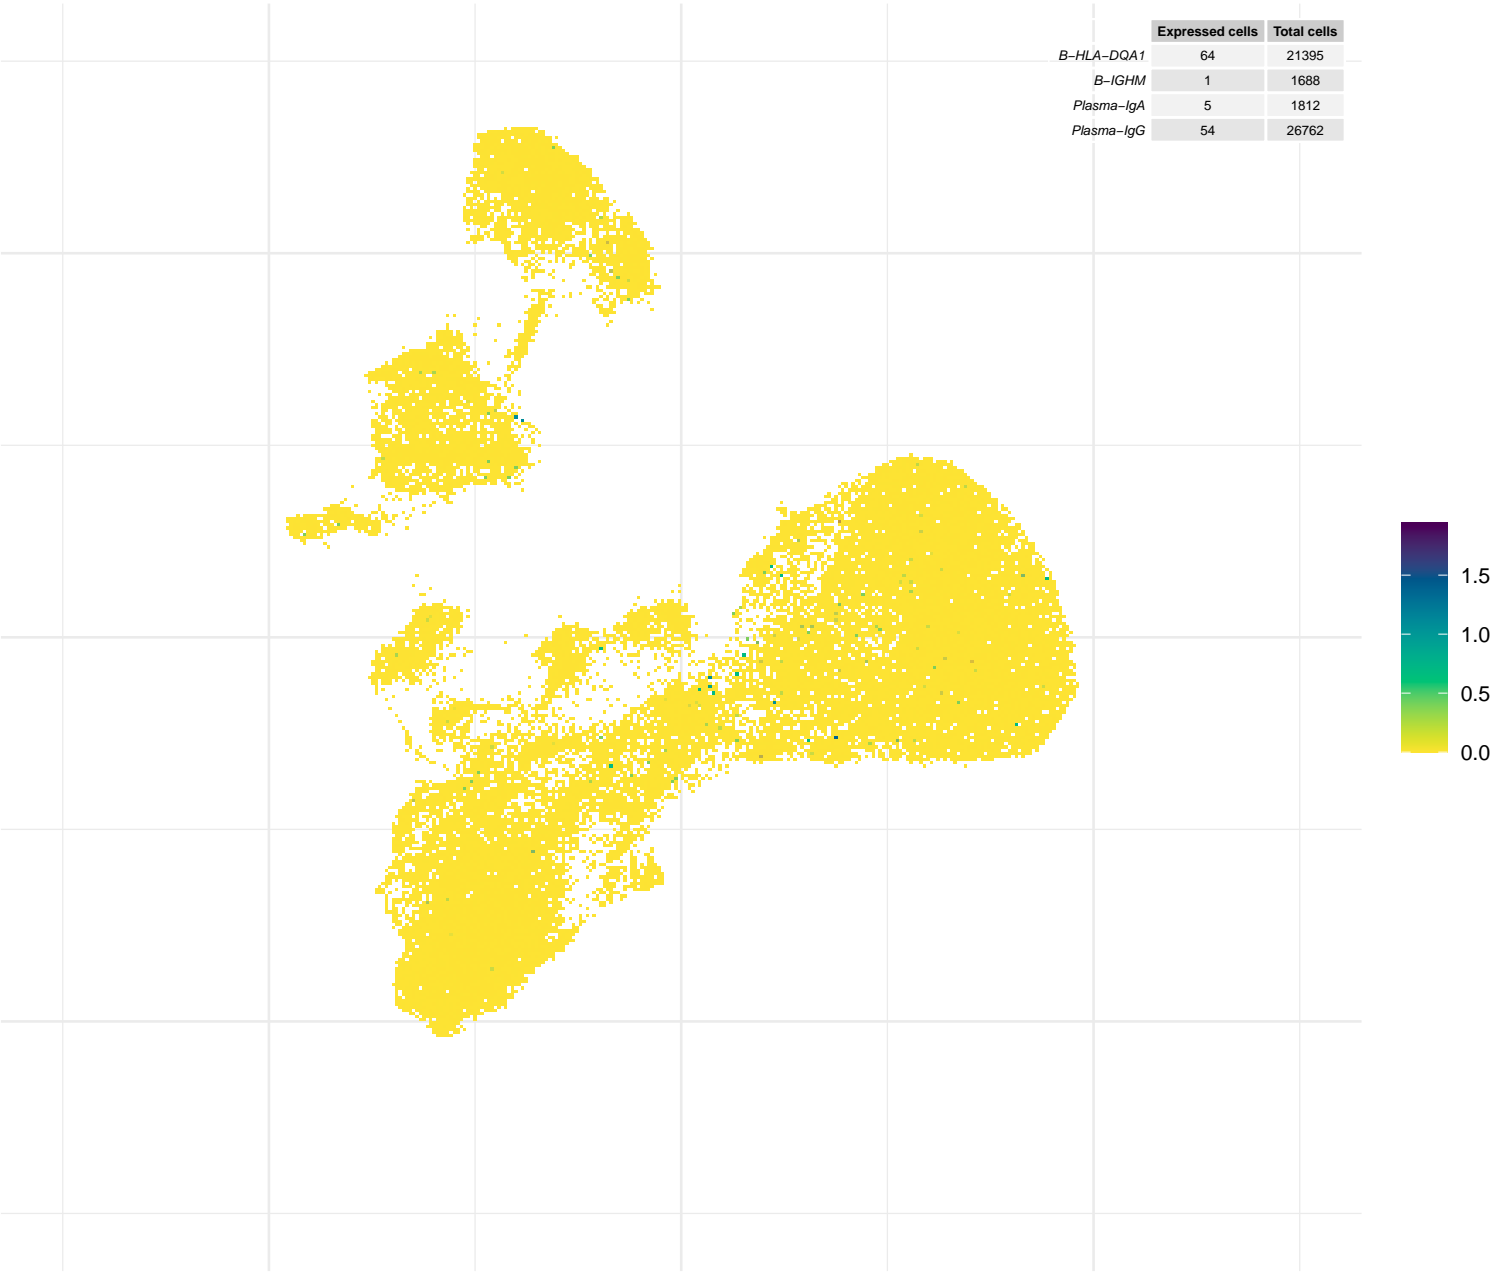 Expressed cells Total cells
B−HLA−DQA1 64 21395
B−IGHM 1 1688
Plasma−IgA 5 1812
Plasma−IgG 54 26762
1.5
1.0
0.5
0.0